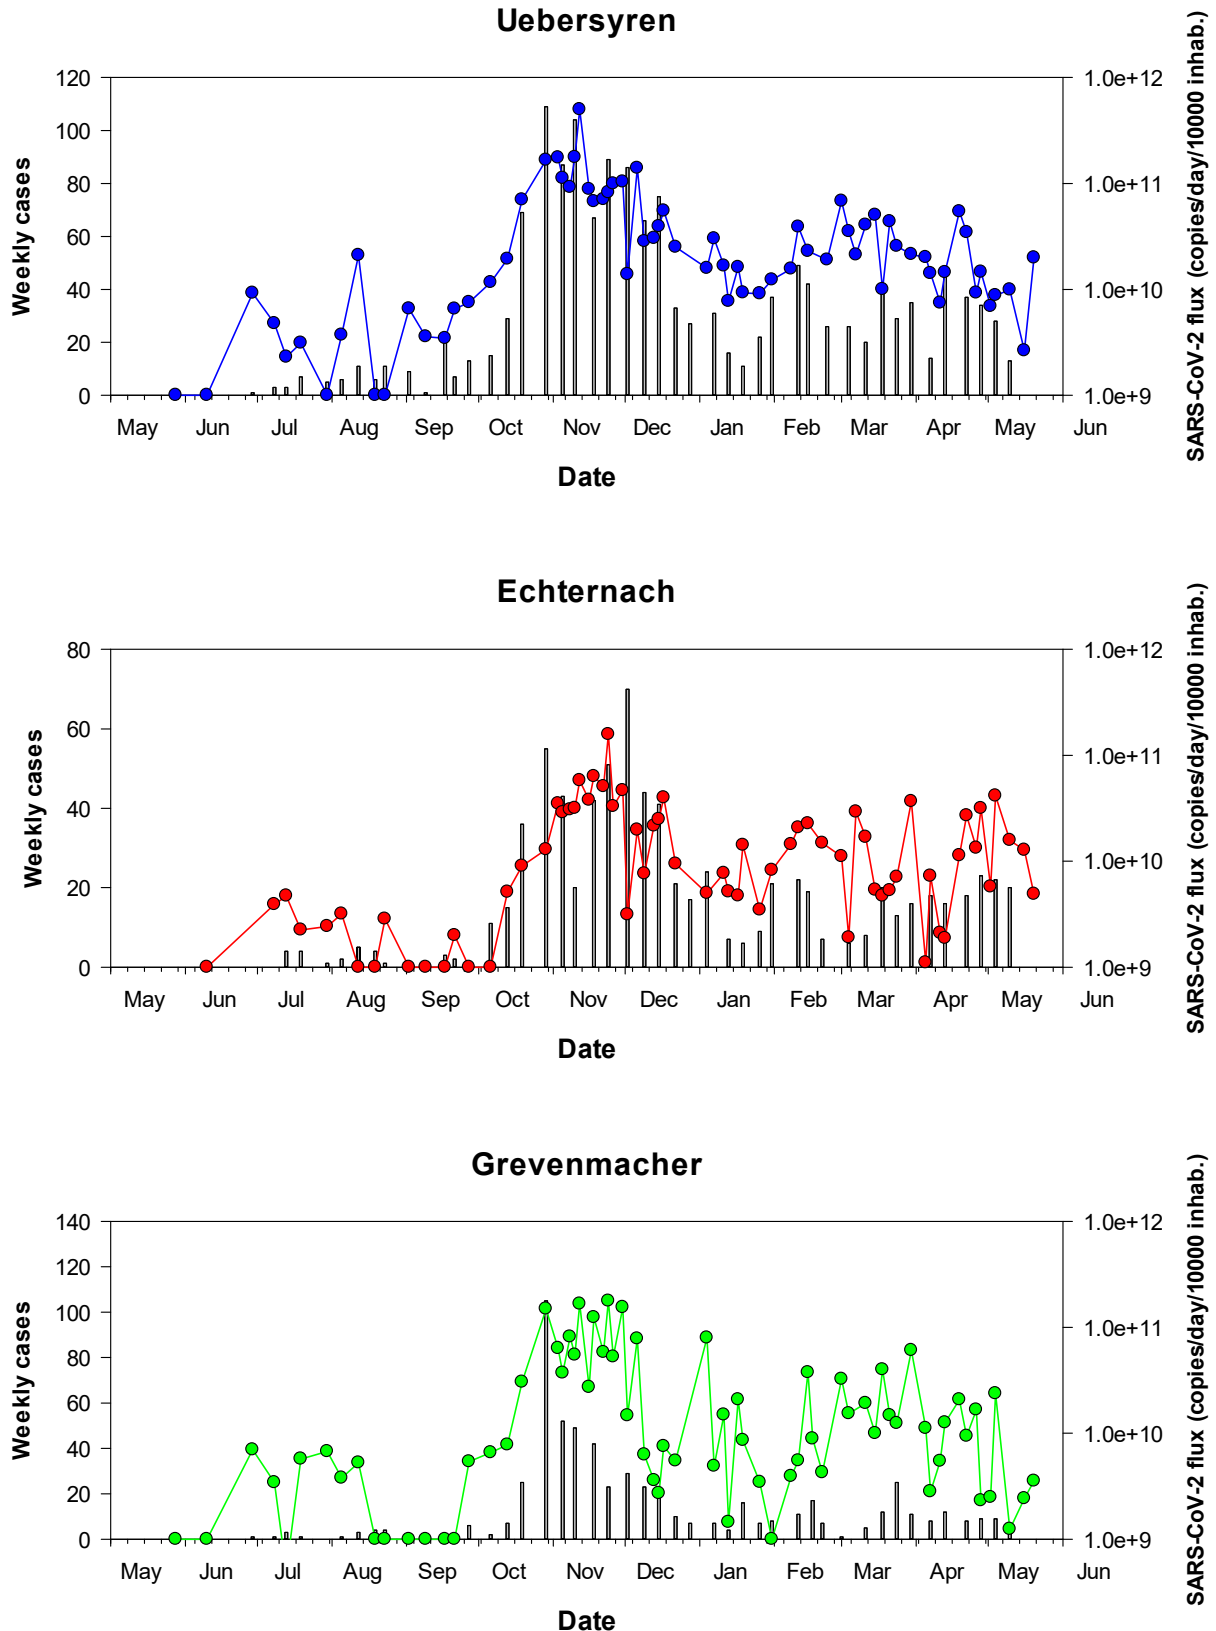 Uebersyren
120
100
80
60
40
20
0
Weekly cases
1.0e+12
1.0e+11
1.0e+10
1.0e+9
SARS-CoV-2 flux (copies/day/10000 inhab.)
May Jun Jul Aug Sep Oct Nov Dec Jan Feb Mar Apr May Jun
Date
Echternach
80
60
40
20
0
Weekly cases
1.0e+12
1.0e+11
1.0e+10
1.0e+9
SARS-CoV-2 flux (copies/day/10000 inhab.)
May Jun Jul Aug Sep Oct Nov Dec Jan Feb Mar Apr May Jun
Date
Grevenmacher
140
120
100
80
60
40
20
0
Weekly cases
1.0e+12
1.0e+11
1.0e+10
1.0e+9
SARS-CoV-2 flux (copies/day/10000 inhab.)
May Jun Jul Aug Sep Oct Nov Dec Jan Feb Mar Apr May Jun
Date